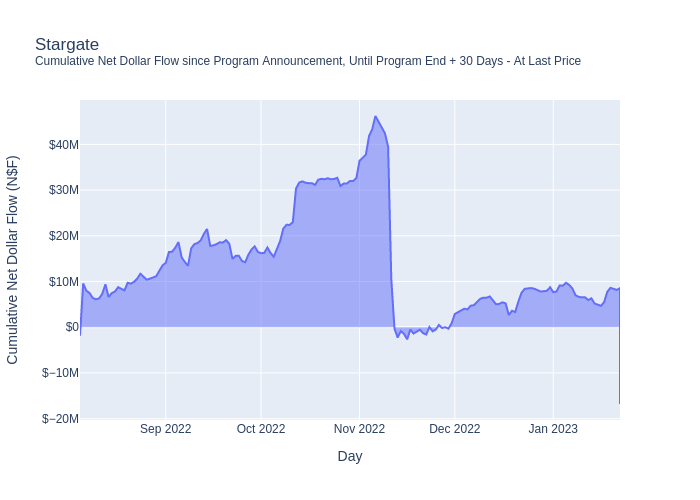 Stargate
Cumulative Net Dollar Flow since Program Announcement, Until Program End + 30 Days - At Last Price
Cumulative Net Dollar Flow (N$F)
$40M
$30M
$20M
$10M
$0
$−10M
$−20M
Sep 2022
Oct 2022
Nov 2022
Dec 2022
Jan 2023
Day